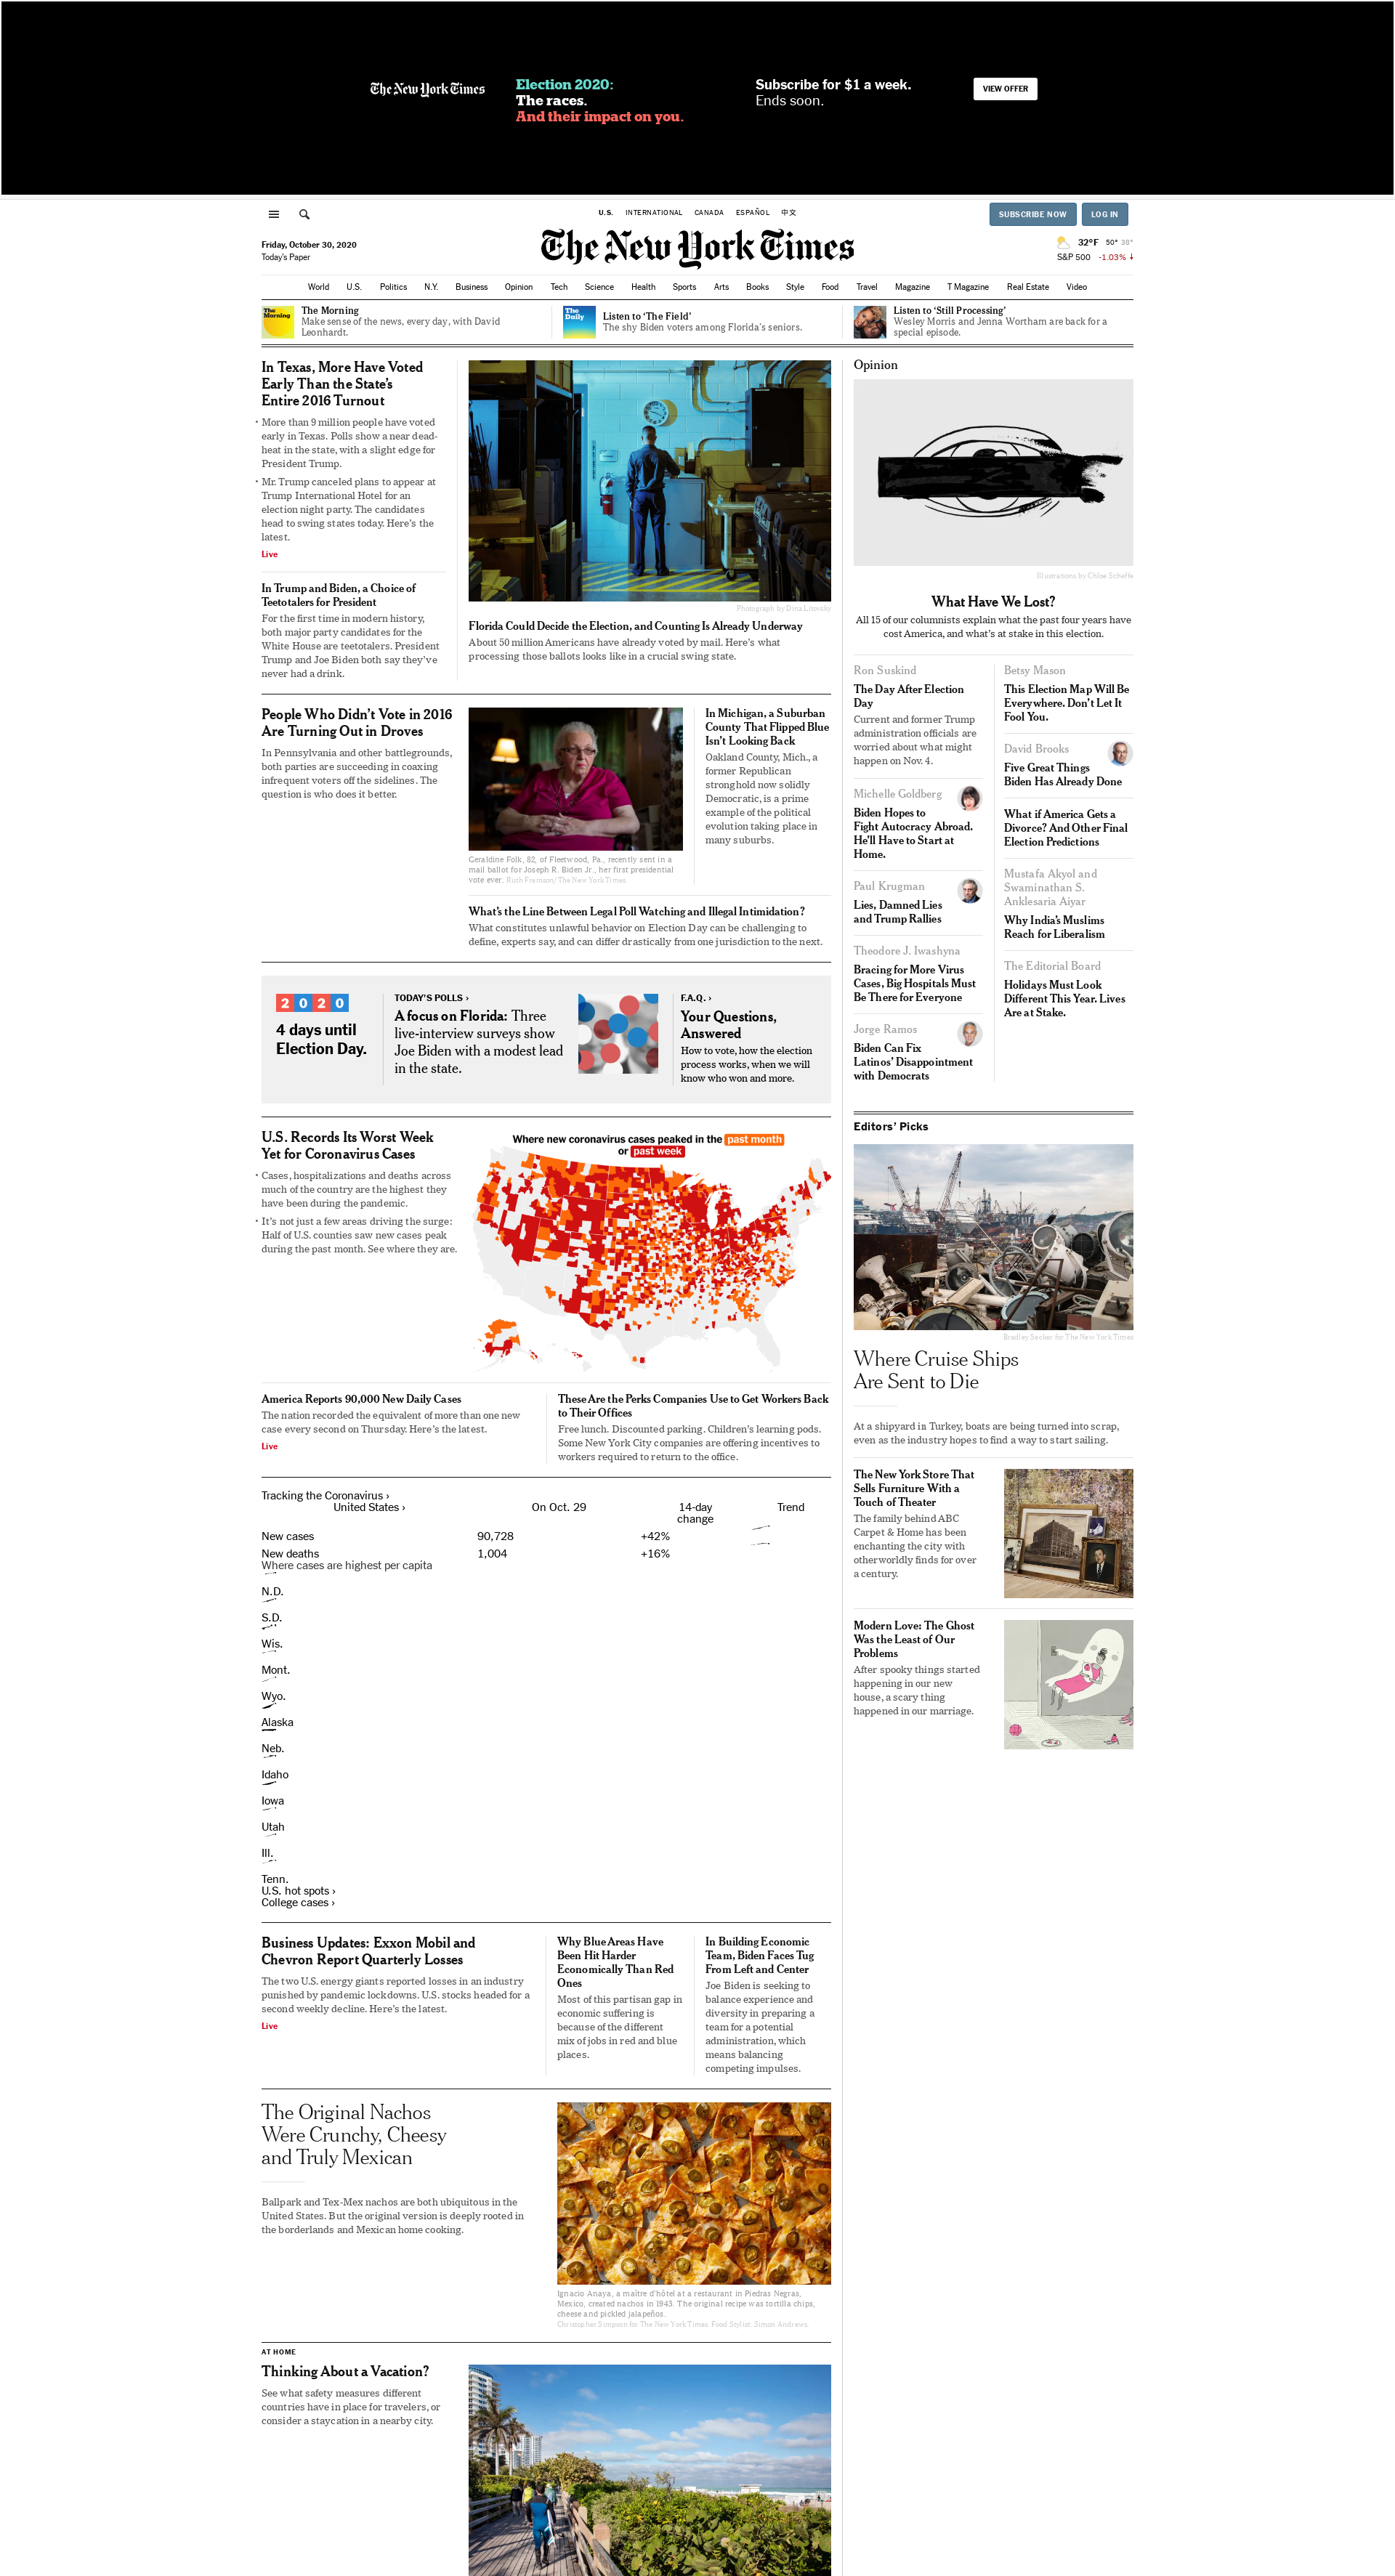 The New York Times
Election 2020:
The races.
And their impact on you.
Subscribe for $1 a week.
Ends soon.
VIEW OFFER
U.S.
INTERNATIONAL
CANADA
ESPAÑOL
中文
SUBSCRIBE NOW
LOG IN
Friday, October 30, 2020
Today's Paper
The New York Times
32°F 50° 38°
S&P 500 -1.03%
World U.S. Politics N.Y. Business Opinion Tech Science Health Sports Arts Books Style Food Travel Magazine T Magazine Real Estate Video
The Morning
The Morning
Make sense of the news, every day, with David
Leonhardt.
The Daily
Listen to ‘The Field’
The shy Biden voters among Florida's seniors.
Listen to ‘Still Processing’
Wesley Morris and Jenna Wortham are back for a
special episode.
In Texas, More Have Voted
Early Than the State’s
Entire 2016 Turnout
• More than 9 million people have voted
early in Texas. Polls show a near dead-
heat in the state, with a slight edge for
President Trump.
• Mr. Trump canceled plans to appear at
Trump International Hotel for an
election night party. The candidates
head to swing states today. Here’s the
latest.
Live
In Trump and Biden, a Choice of
Teetotalers for President
For the first time in modern history,
both major party candidates for the
White House are teetotalers. President
Trump and Joe Biden both say they’ve
never had a drink.
Photograph by Dina Litovsky
Florida Could Decide the Election, and Counting Is Already Underway
About 50 million Americans have already voted by mail. Here’s what
processing those ballots looks like in a crucial swing state.
People Who Didn’t Vote in 2016
Are Turning Out in Droves
In Pennsylvania and other battlegrounds,
both parties are succeeding in coaxing
infrequent voters off the sidelines. The
question is who does it better.
Geraldine Folk, 82, of Fleetwood, Pa., recently sent in a
mail ballot for Joseph R. Biden Jr., her first presidential
vote ever. Ruth Fremson/The New York Times
In Michigan, a Suburban
County That Flipped Blue
Isn’t Looking Back
Oakland County, Mich., a
former Republican
stronghold now solidly
Democratic, is a prime
example of the political
evolution taking place in
many suburbs.
What’s the Line Between Legal Poll Watching and Illegal Intimidation?
What constitutes unlawful behavior on Election Day can be challenging to
define, experts say, and can differ drastically from one jurisdiction to the next.
2020
4 days until
Election Day.
TODAY’S POLLS ›
A focus on Florida: Three
live-interview surveys show
Joe Biden with a modest lead
in the state.
F.A.Q. ›
Your Questions,
Answered
How to vote, how the election
process works, when we will
know who won and more.
U.S. Records Its Worst Week
Yet for Coronavirus Cases
• Cases, hospitalizations and deaths across
much of the country are the highest they
have been during the pandemic.
• It’s not just a few areas driving the surge:
Half of U.S. counties saw new cases peak
during the past month. See where they are.
Where new coronavirus cases peaked in the past month
or past week
America Reports 90,000 New Daily Cases
The nation recorded the equivalent of more than one new
case every second on Thursday. Here’s the latest.
Live
These Are the Perks Companies Use to Get Workers Back
to Their Offices
Free lunch. Discounted parking. Children’s learning pods.
Some New York City companies are offering incentives to
workers required to return to the office.
Tracking the Coronavirus ›
United States › On Oct. 29 14-day
change Trend
New cases 90,728 +42%
New deaths 1,004 +16%
Where cases are highest per capita
N.D.
S.D.
Wis.
Mont.
Wyo.
Alaska
Neb.
Idaho
Iowa
Utah
Ill.
Tenn.
U.S. hot spots ›
College cases ›
Business Updates: Exxon Mobil and
Chevron Report Quarterly Losses
The two U.S. energy giants reported losses in an industry
punished by pandemic lockdowns. U.S. stocks headed for a
second weekly decline. Here’s the latest.
Live
Why Blue Areas Have
Been Hit Harder
Economically Than Red
Ones
Most of this partisan gap in
economic suffering is
because of the different
mix of jobs in red and blue
places.
In Building Economic
Team, Biden Faces Tug
From Left and Center
Joe Biden is seeking to
balance experience and
diversity in preparing a
team for a potential
administration, which
means balancing
competing impulses.
The Original Nachos
Were Crunchy, Cheesy
and Truly Mexican
Ballpark and Tex-Mex nachos are both ubiquitous in the
United States. But the original version is deeply rooted in
the borderlands and Mexican home cooking.
Ignacio Anaya, a maître d’hôtel at a restaurant in Piedras Negras,
Mexico, created nachos in 1943. The original recipe was tortilla chips,
cheese and pickled jalapeños.
Christopher Simpson for The New York Times. Food Stylist: Simon Andrews.
AT HOME
Thinking About a Vacation?
See what safety measures different
countries have in place for travelers, or
consider a staycation in a nearby city.
Opinion
Illustrations by Chloe Scheffe
What Have We Lost?
All 15 of our columnists explain what the past four years have
cost America, and what’s at stake in this election.
Ron Suskind
The Day After Election
Day
Current and former Trump
administration officials are
worried about what might
happen on Nov. 4.
Michelle Goldberg
Biden Hopes to
Fight Autocracy Abroad.
He’ll Have to Start at
Home.
Paul Krugman
Lies, Damned Lies
and Trump Rallies
Theodore J. Iwashyna
Bracing for More Virus
Cases, Big Hospitals Must
Be There for Everyone
Jorge Ramos
Biden Can Fix
Latinos’ Disappointment
with Democrats
Betsy Mason
This Election Map Will Be
Everywhere. Don’t Let It
Fool You.
David Brooks
Five Great Things
Biden Has Already Done
What if America Gets a
Divorce? And Other Final
Election Predictions
Mustafa Akyol and
Swaminathan S.
Anklesaria Aiyar
Why India’s Muslims
Reach for Liberalism
The Editorial Board
Holidays Must Look
Different This Year. Lives
Are at Stake.
Editors’ Picks
Bradley Secker for The New York Times
Where Cruise Ships
Are Sent to Die
At a shipyard in Turkey, boats are being turned into scrap,
even as the industry hopes to find a way to start sailing.
The New York Store That
Sells Furniture With a
Touch of Theater
The family behind ABC
Carpet & Home has been
enchanting the city with
otherworldly finds for over
a century.
Modern Love: The Ghost
Was the Least of Our
Problems
After spooky things started
happening in our new
house, a scary thing
happened in our marriage.